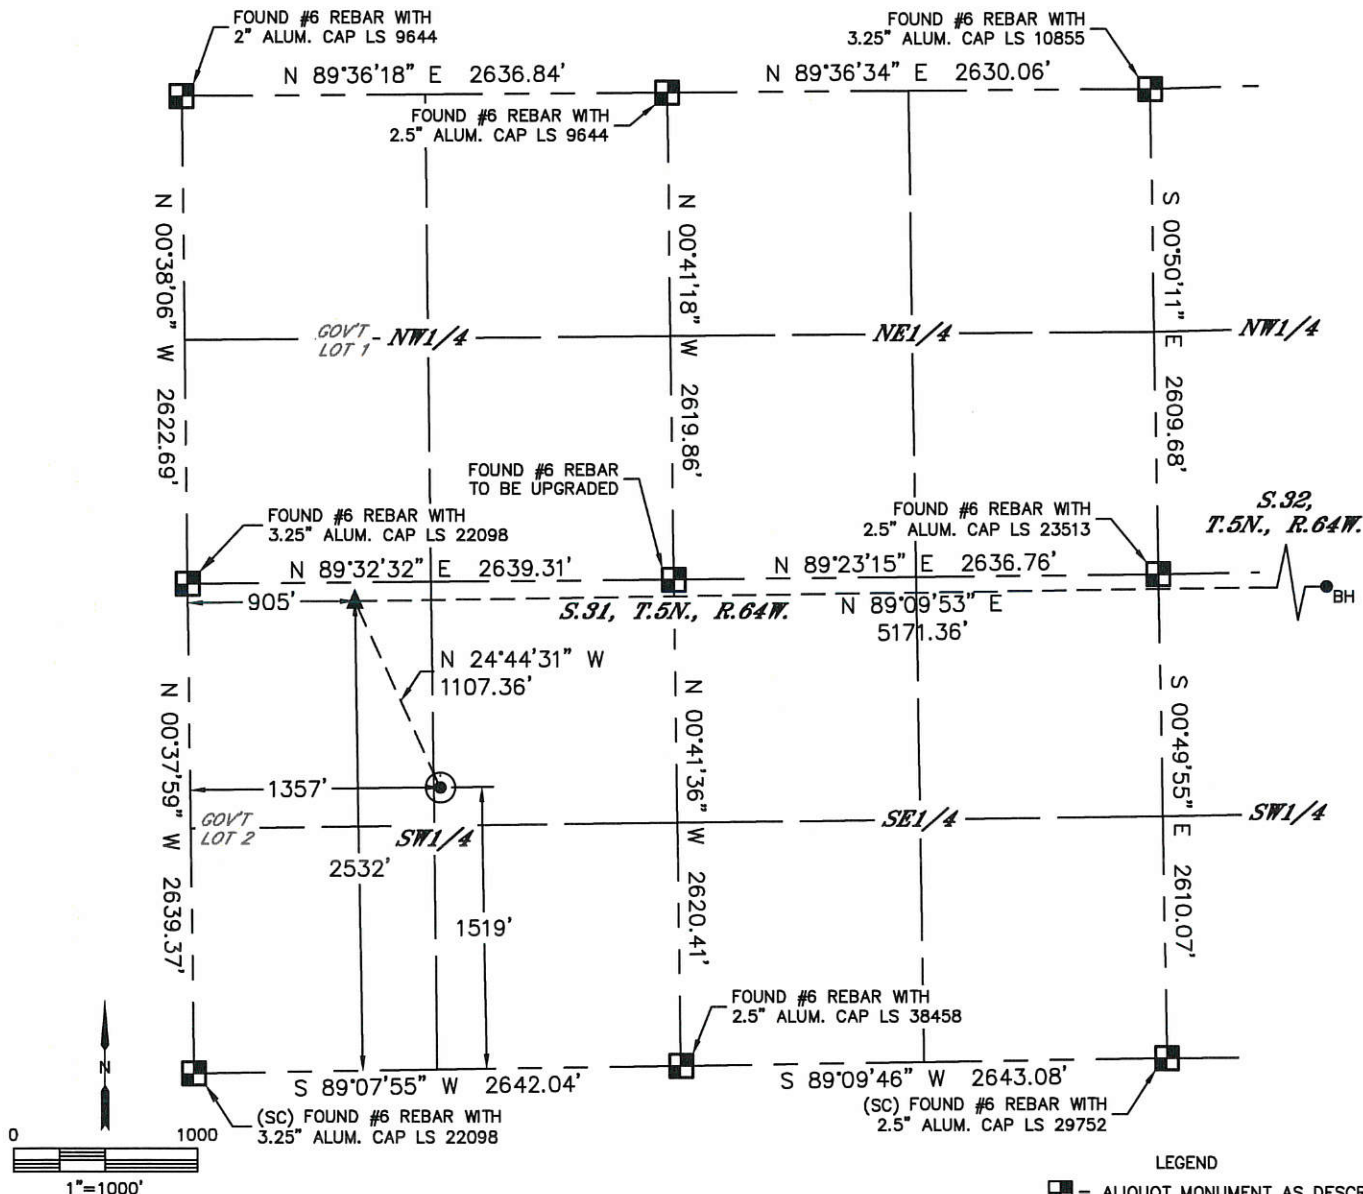 FOUND #6 REBAR WITH
2" ALUM. CAP LS 9644
FOUND #6 REBAR WITH
3.25" ALUM. CAP LS 10855
N 89°36'18" E 2636.84'
N 89°36'34" E 2630.06'
FOUND #6 REBAR WITH
2.5" ALUM. CAP LS 9644
N 00°38'06" W 2622.69'
N 00°41'18" W 2619.86'
S 00°50'11" E 2609.68'
GOV'T
LOT 1
NW1/4
NE1/4
NW1/4
FOUND #6 REBAR
TO BE UPGRADED
FOUND #6 REBAR WITH
3.25" ALUM. CAP LS 22098
FOUND #6 REBAR WITH
2.5" ALUM. CAP LS 23513
S.32,
T.5N., R.64W.
N 89°32'32" E 2639.31'
N 89°23'15" E 2636.76'
905'
S.31, T.5N., R.64W.
N 89°09'53" E
5171.36'
BH
N 24°44'31" W
1107.36'
N 00°37'59" W 2639.37'
N 00°41'36" W 2620.41'
S 00°49'55" E 2610.07'
1357'
GOV'T
LOT 2
SW1/4
SE1/4
SW1/4
2532'
1519'
FOUND #6 REBAR WITH
2.5" ALUM. CAP LS 38458
N
S 89°07'55" W 2642.04'
S 89°09'46" W 2643.08'
(SC) FOUND #6 REBAR WITH
3.25" ALUM. CAP LS 22098
(SC) FOUND #6 REBAR WITH
2.5" ALUM. CAP LS 29752
0 1000
1"=1000'
LEGEND
= ALIQUOT MONUMENT AS DESCR